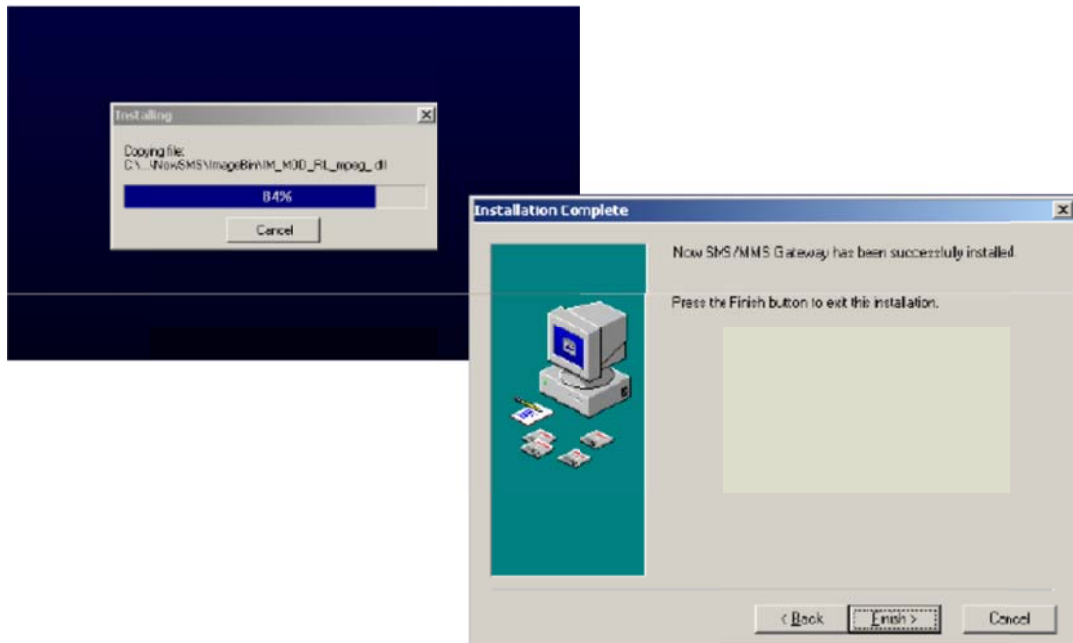 Installing
Copying file:
C:\...\NowSMS\ImageBin\IM_MOD_RL_mpeg_.dll
84%
Cancel
Installation Complete
Now SMS/MMS Gateway has been successfully installed.
Press the Finish button to exit this installation.
< Back
Finish >
Cancel